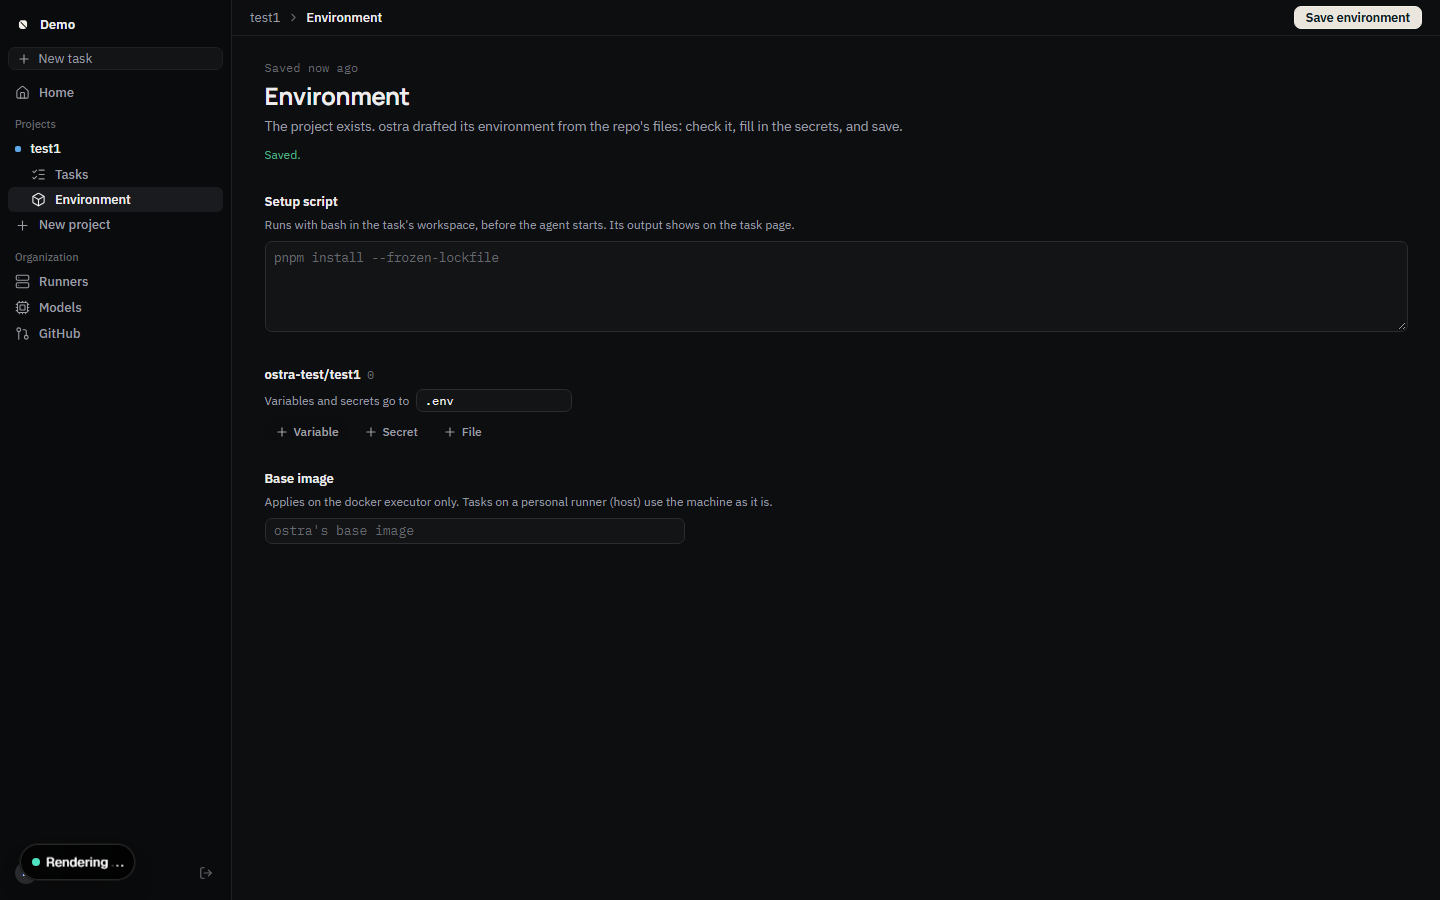 Demo
New task
Home
Projects
test1
Tasks
Environment
New project
Organization
Runners
Models
GitHub
Rendering ...
test1 > Environment
Save environment
Saved now ago
Environment
The project exists. ostra drafted its environment from the repo's files: check it, fill in the secrets, and save.
Saved.
Setup script
Runs with bash in the task's workspace, before the agent starts. Its output shows on the task page.
pnpm install --frozen-lockfile
ostra-test/test1 0
Variables and secrets go to .env
Variable Secret File
Base image
Applies on the docker executor only. Tasks on a personal runner (host) use the machine as it is.
ostra's base image